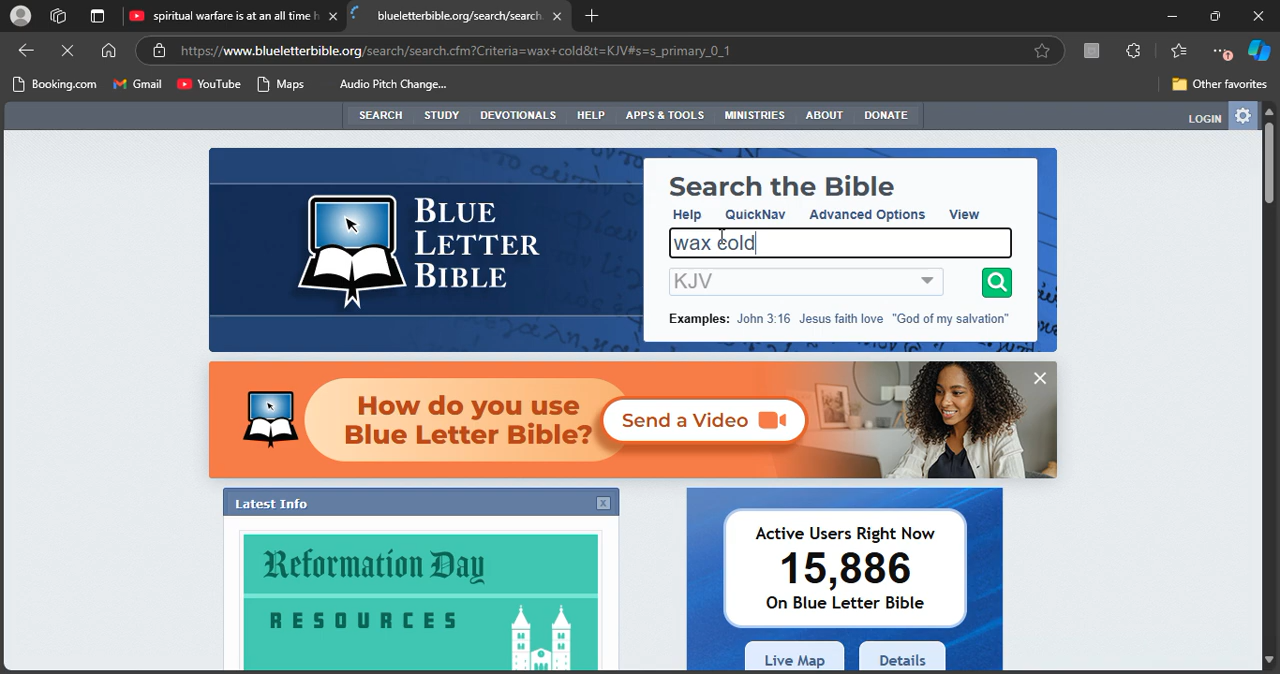 spiritual warfare is at an all time h
blueletterbible.org/search/search.
https://www.blueletterbible.org/search/search.cfm?Criteria=wax+cold&t=KJV#s=s_primary_0_1
Booking.com Gmail YouTube Maps Audio Pitch Change... Other favorites
SEARCH STUDY DEVOTIONALS HELP APPS & TOOLS MINISTRIES ABOUT DONATE LOGIN
BLUE
LETTER
BIBLE
Search the Bible
Help QuickNav Advanced Options View
wax cold
KJV
Examples: John 3:16 Jesus faith love "God of my salvation"
How do you use
Blue Letter Bible?
Send a Video
Latest Info x
Reformation Day
RESOURCES
Active Users Right Now
15,886
On Blue Letter Bible
Live Map Details